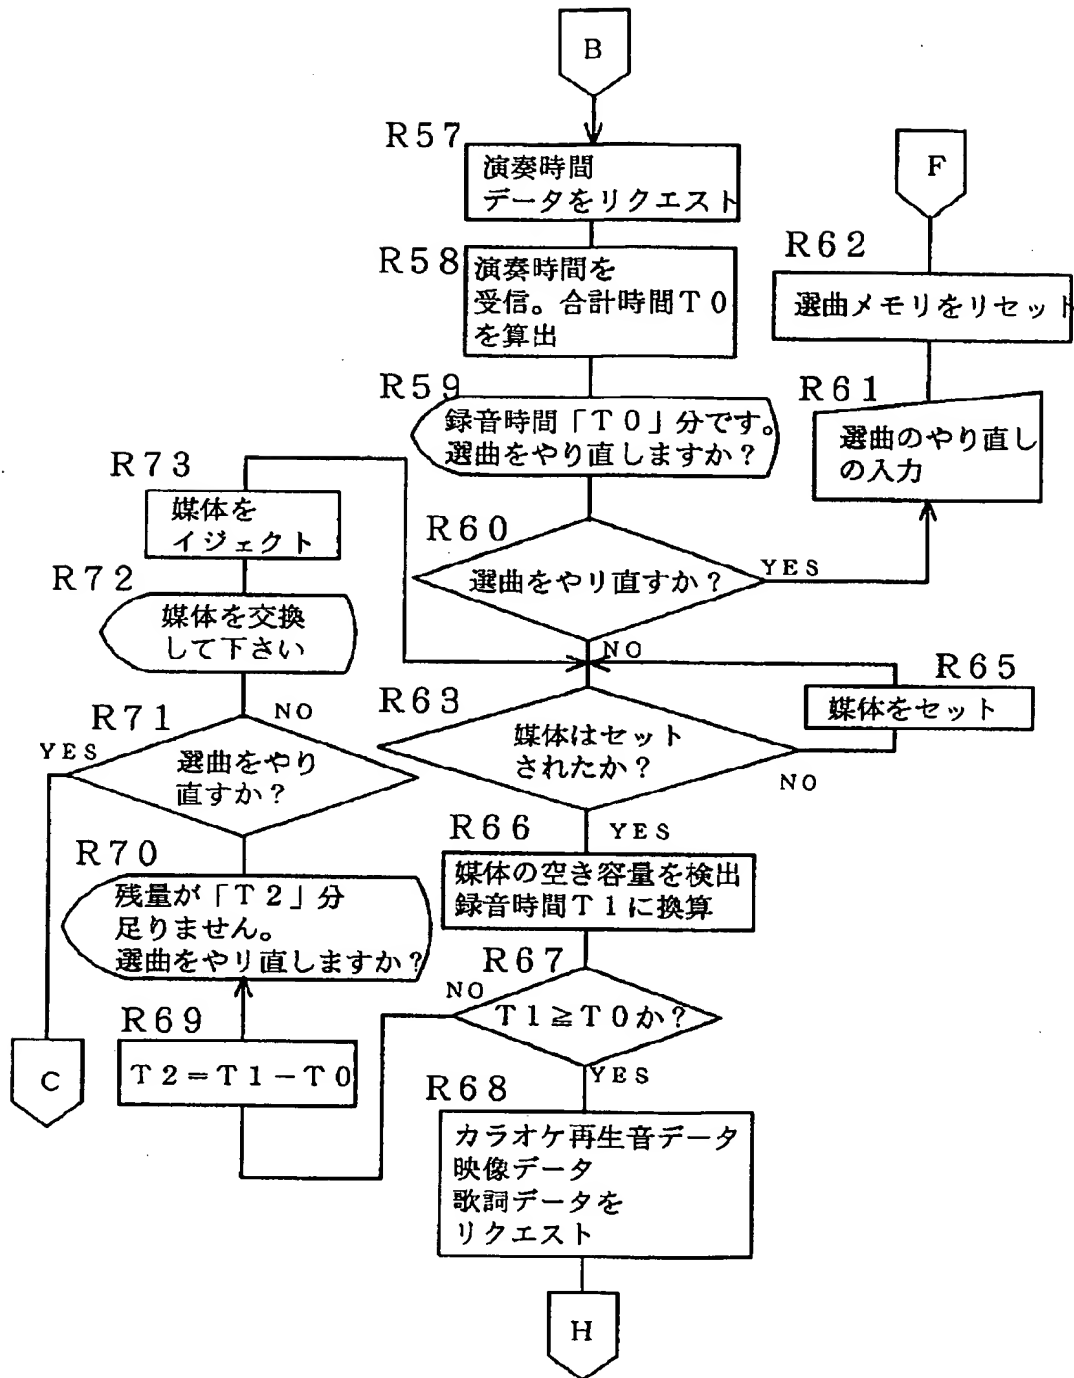 B
R57
演奏時間
データをリクエスト
R58
演奏時間を
受信。合計時間T0
を算出
R59
録音時間「T0」分です。
選曲をやり直しますか？
R60
選曲をやり直すか？
YES
NO
F
R62
選曲メモリをリセット
R61
選曲のやり直し
の入力
R65
媒体をセット
R63
媒体はセット
されたか？
NO
YES
R66
媒体の空き容量を検出
録音時間T1に換算
R67
T1≧T0か？
NO
YES
R68
カラオケ再生音データ
映像データ
歌詞データを
リクエスト
H
R73
媒体を
イジェクト
R72
媒体を交換
して下さい
R71
NO
YES
選曲をやり
直すか？
R70
残量が「T2」分
足りません。
選曲をやり直しますか？
R69
T2＝T1－T0
C